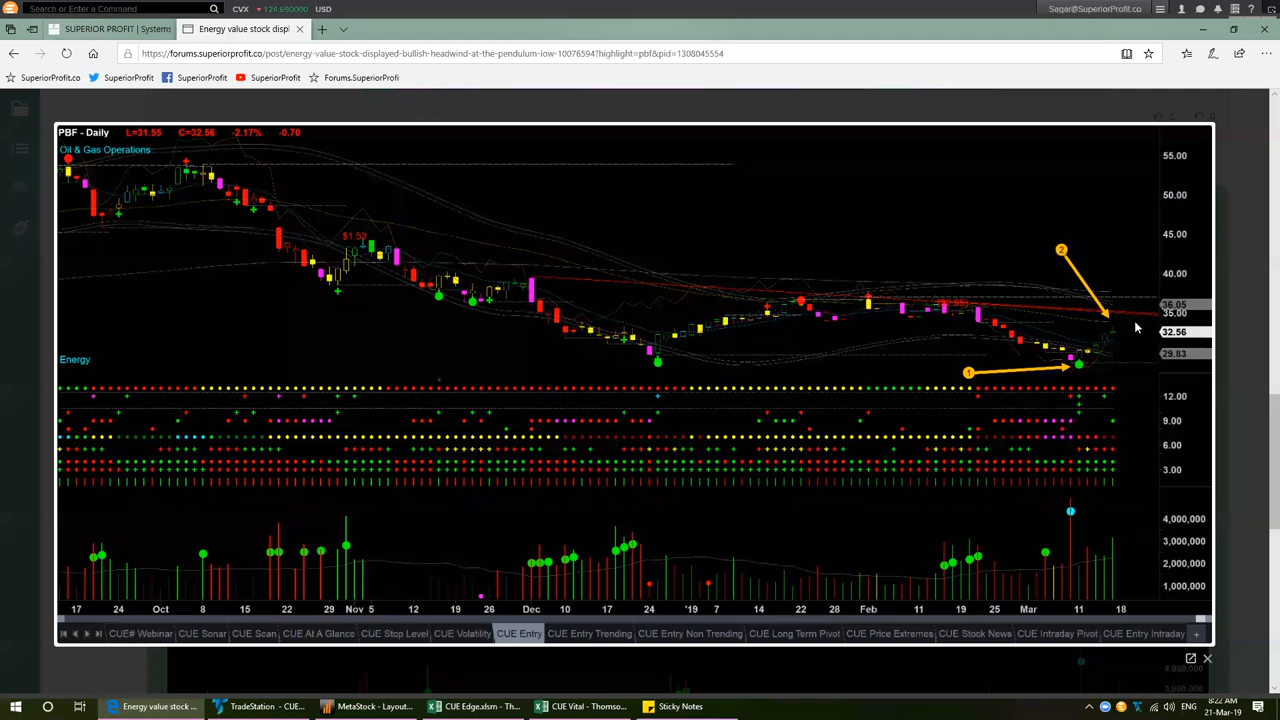 Search or Enter a Command
CVX
124.690000
USD
Sagar@SuperiorProfit.co
SUPERIOR PROFIT | Systems
Energy value stock displ
https://forums.superiorprofit.co/post/energy-value-stock-displayed-bullish-headwind-at-the-pendulum-low-10076594?highlight=pbf&pid=1308045554
SuperiorProfit.co
SuperiorProfit
SuperiorProfit
SuperiorProfit
Forums.SuperiorProfi
PBF - Daily L=31.55 C=32.56 -2.17% -0.70
Oil & Gas Operations
55.00
50.00
45.00
$1.53
2
40.00
36.05
35.00
32.56
29.83
Energy
1
12.00
9.00
6.00
3.00
4,000,000
3,000,000
2,000,000
1,000,000
17 24 Oct 8 15 22 29 Nov 5 12 19 26 Dec 10 17 24 '19 7 14 22 28 Feb 11 19 25 Mar 11 18
CUE# Webinar CUE Sonar CUE Scan CUE At A Glance CUE Stop Level CUE Volatility CUE Entry CUE Entry Trending CUE Entry Non Trending CUE Long Term Pivot CUE Price Extremes CUE Stock News CUE Intraday Pivot CUE Entry Intraday +
4,000,000
3,000,000
Energy value stock ...
TradeStation - CUE...
MetaStock - Layout...
CUE Edge.xlsm - Th...
CUE Vital - Thomso...
Sticky Notes
ENG
8:22 AM
21-Mar-19